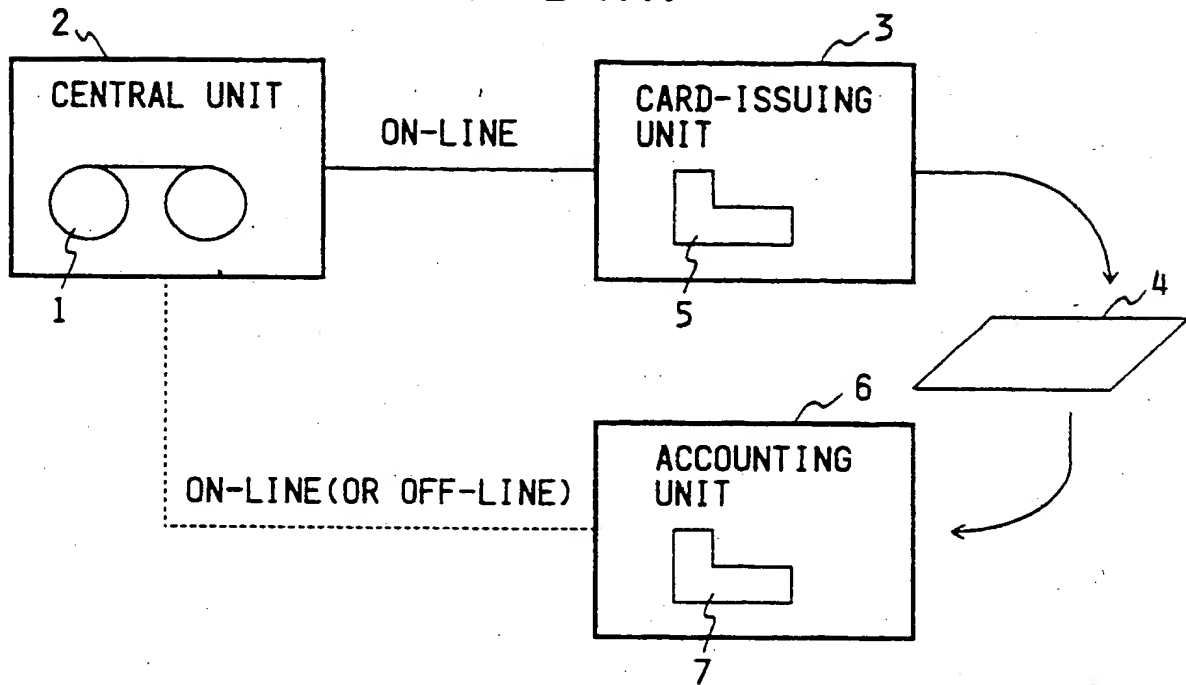 2
3
CENTRAL UNIT
CARD-ISSUING
UNIT
ON-LINE
1
5
4
6
ACCOUNTING
UNIT
ON-LINE(OR OFF-LINE)
7